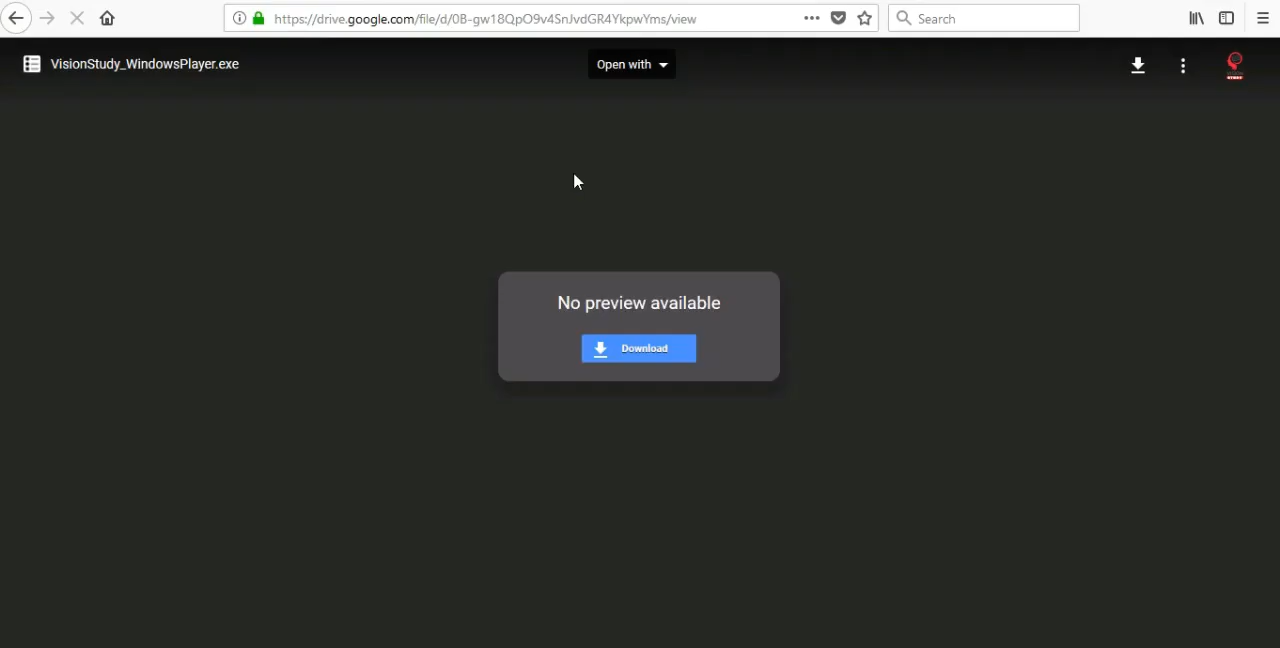 https://drive.google.com/file/d/0B-gw18QpO9v4SnJvdGR4YkpwYms/view
Search
VisionStudy_WindowsPlayer.exe
Open with
No preview available
Download